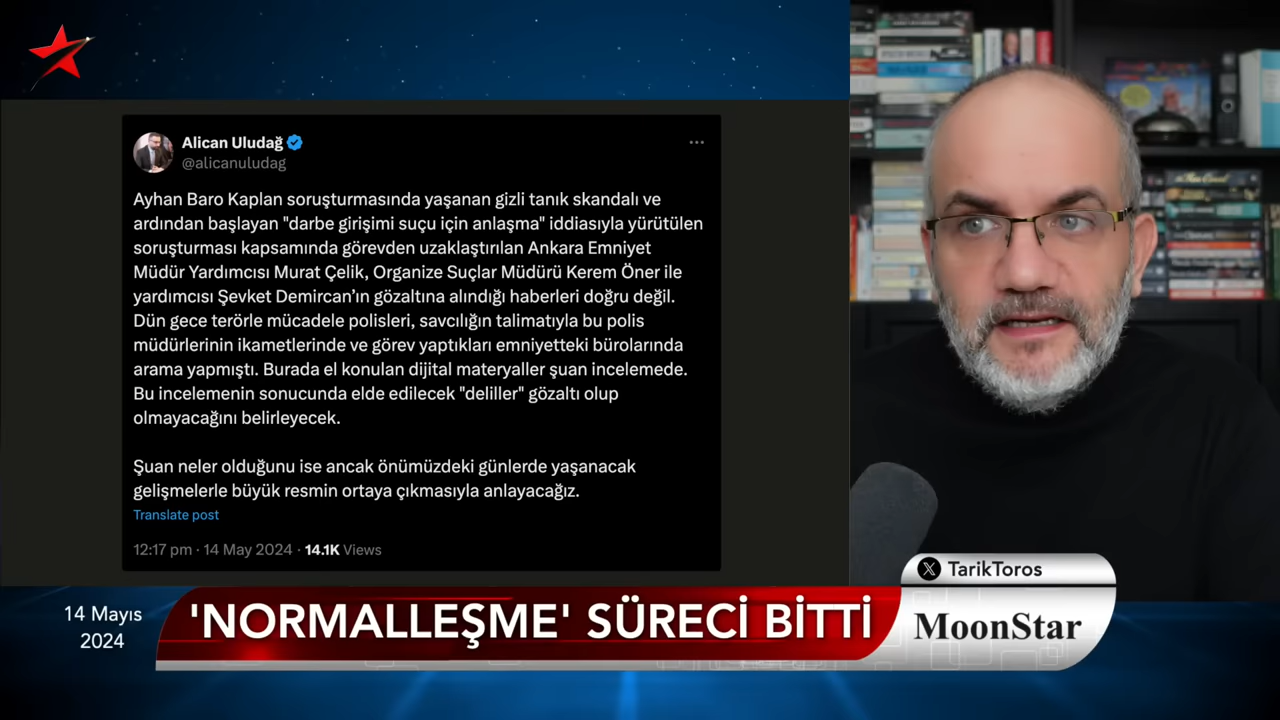 Alican Uludağ
@alicanuludag
Ayhan Baro Kaplan soruşturmasında yaşanan gizli tanık skandalı ve
ardından başlayan "darbe girişimi suçu için anlaşma" iddiasıyla yürütülen
soruşturması kapsamında görevden uzaklaştırılan Ankara Emniyet
Müdür Yardımcısı Murat Çelik, Organize Suçlar Müdürü Kerem Öner ile
yardımcısı Şevket Demircan’ın gözaltına alındığı haberleri doğru değil.
Dün gece terörle mücadele polisleri, savcılığın talimatıyla bu polis
müdürlerinin ikametlerinde ve görev yaptıkları emniyetteki bürolarında
arama yapmıştı. Burada el konulan dijital materyaller şuan incelemede.
Bu incelemenin sonucunda elde edilecek "deliller" gözaltı olup
olmayacağını belirleyecek.
Şuan neler olduğunu ise ancak önümüzdeki günlerde yaşanacak
gelişmelerle büyük resmin ortaya çıkmasıyla anlayacağız.
Translate post
12:17 pm · 14 May 2024 · 14.1K Views
TarikToros
MoonStar
14 Mayıs
2024
'NORMALLEŞME' SÜRECİ BİTTİ